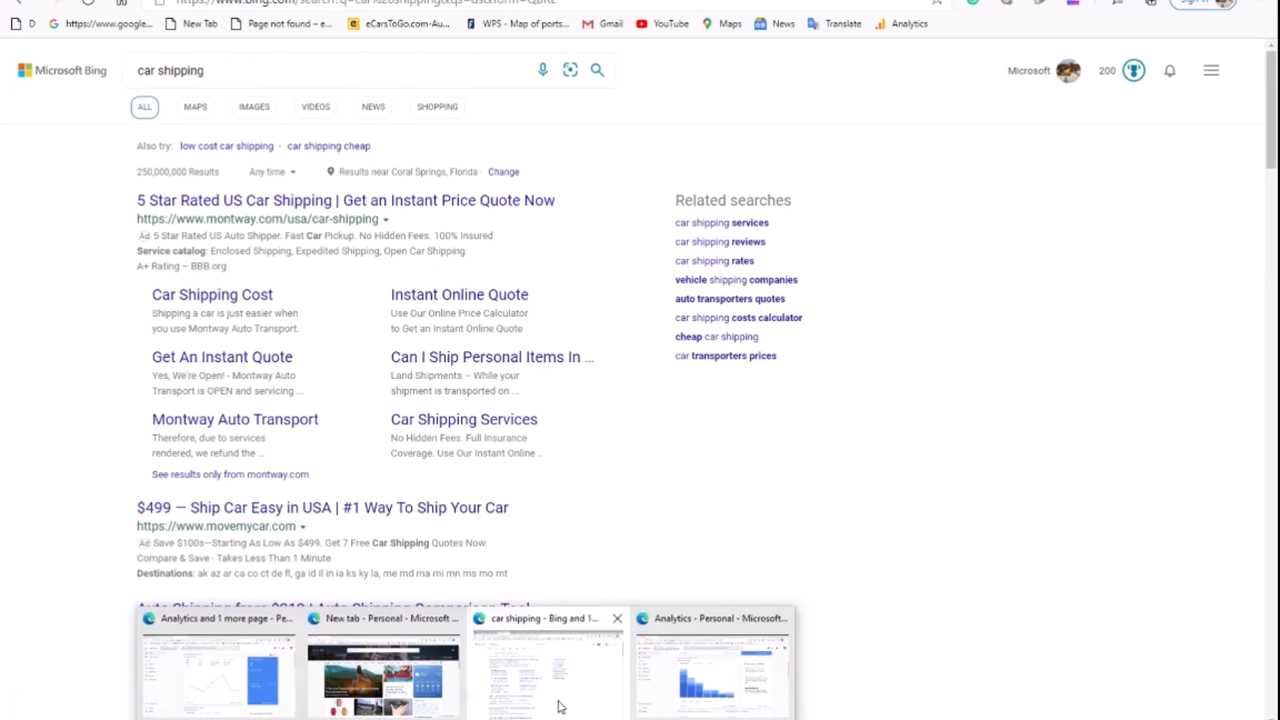 D
https://www.google...
New Tab
Page not found – e...
eCarsToGo.com-Au...
WPS - Map of ports...
Gmail
YouTube
Maps
News
Translate
Analytics
Microsoft Bing
car shipping
Microsoft
200
ALL
MAPS
IMAGES
VIDEOS
NEWS
SHOPPING
Also try: low cost car shipping · car shipping cheap
250,000,000 Results
Any time
Results near Coral Springs, Florida · Change
5 Star Rated US Car Shipping | Get an Instant Price Quote Now
https://www.montway.com/usa/car-shipping
Ad 5 Star Rated US Auto Shipper. Fast Car Pickup. No Hidden Fees. 100% Insured
Service catalog: Enclosed Shipping, Expedited Shipping, Open Car Shipping
A+ Rating – BBB.org
Car Shipping Cost
Shipping a car is just easier when
you use Montway Auto Transport.
Instant Online Quote
Use Our Online Price Calculator
to Get an Instant Online Quote
Get An Instant Quote
Yes, We're Open! - Montway Auto
Transport is OPEN and servicing ...
Can I Ship Personal Items In ...
Land Shipments – While your
shipment is transported on ...
Montway Auto Transport
Therefore, due to services
rendered, we refund the ...
Car Shipping Services
No Hidden Fees. Full Insurance
Coverage. Use Our Instant Online ..
See results only from montway.com
$499 — Ship Car Easy in USA | #1 Way To Ship Your Car
https://www.movemycar.com
Ad Save $100s—Starting As Low As $499. Get 7 Free Car Shipping Quotes Now.
Compare & Save · Takes Less Than 1 Minute
Destinations: ak az ar ca co ct de fl, ga id il in ia ks ky la, me md ma mi mn ms mo mt
Related searches
car shipping services
car shipping reviews
car shipping rates
vehicle shipping companies
auto transporters quotes
car shipping costs calculator
cheap car shipping
car transporters prices
Analytics and 1 more page - Pe...
New tab - Personal - Microsoft ...
car shipping - Bing and 1...
Analytics - Personal - Microsoft...